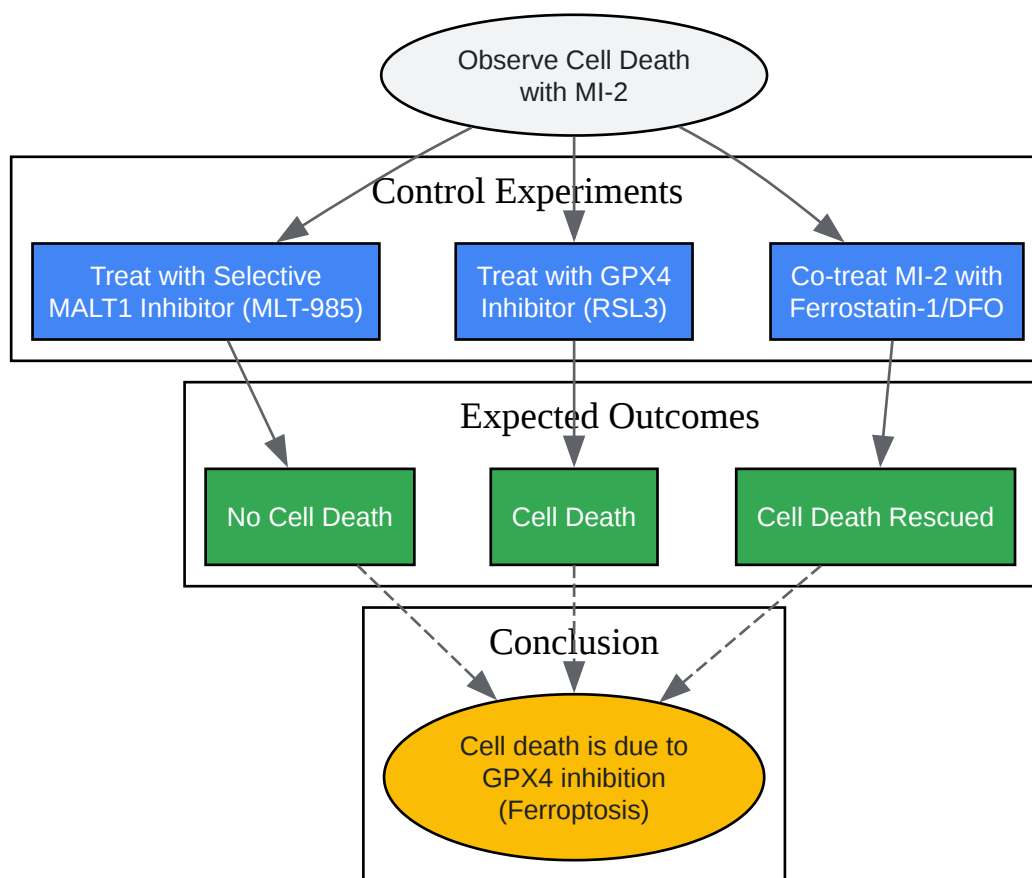 Observe Cell Death
with MI-2
Control Experiments
Treat with Selective
MALT1 Inhibitor (MLT-985)
Treat with GPX4
Inhibitor (RSL3)
Co-treat MI-2 with
Ferrostatin-1/DFO
Expected Outcomes
No Cell Death
Cell Death
Cell Death Rescued
Conclusion
Cell death is due to
GPX4 inhibition
(Ferroptosis)